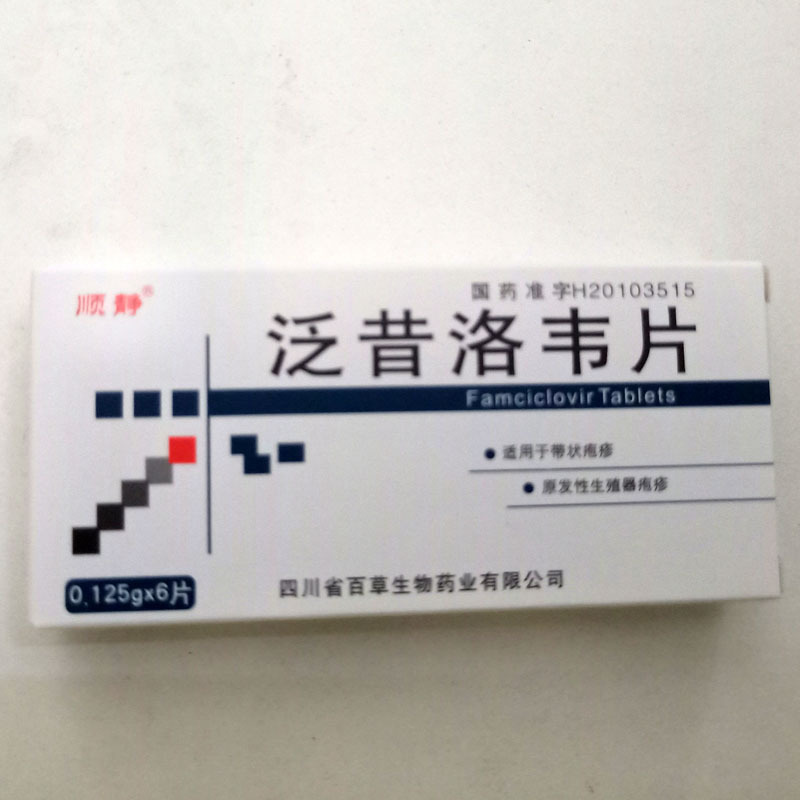 顺静®
国药准字H20103515
泛昔洛韦片
Famciclovir Tablets
适用于带状疱疹
原发性生殖器疱疹
0.125gx6片
四川省百草生物药业有限公司